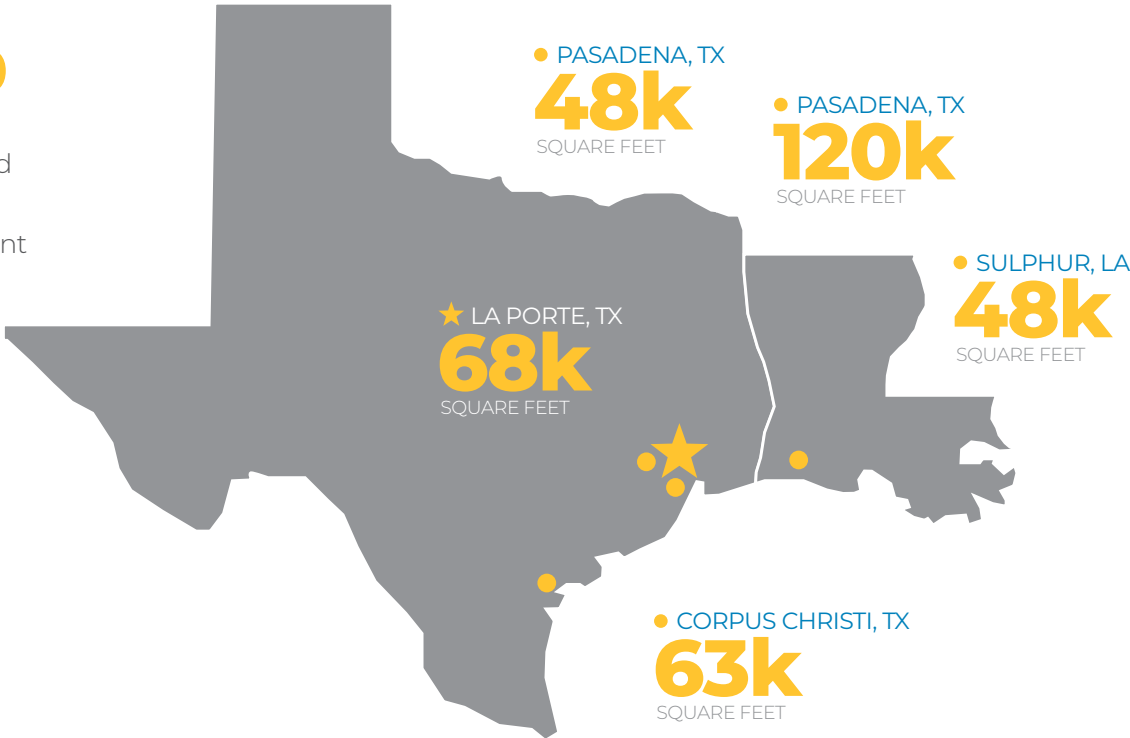 PASADENA, TX
48k
SQUARE FEET
PASADENA, TX
120k
SQUARE FEET
SULPHUR, LA
48k
SQUARE FEET
LA PORTE, TX
68k
SQUARE FEET
CORPUS CHRISTI, TX
63k
SQUARE FEET